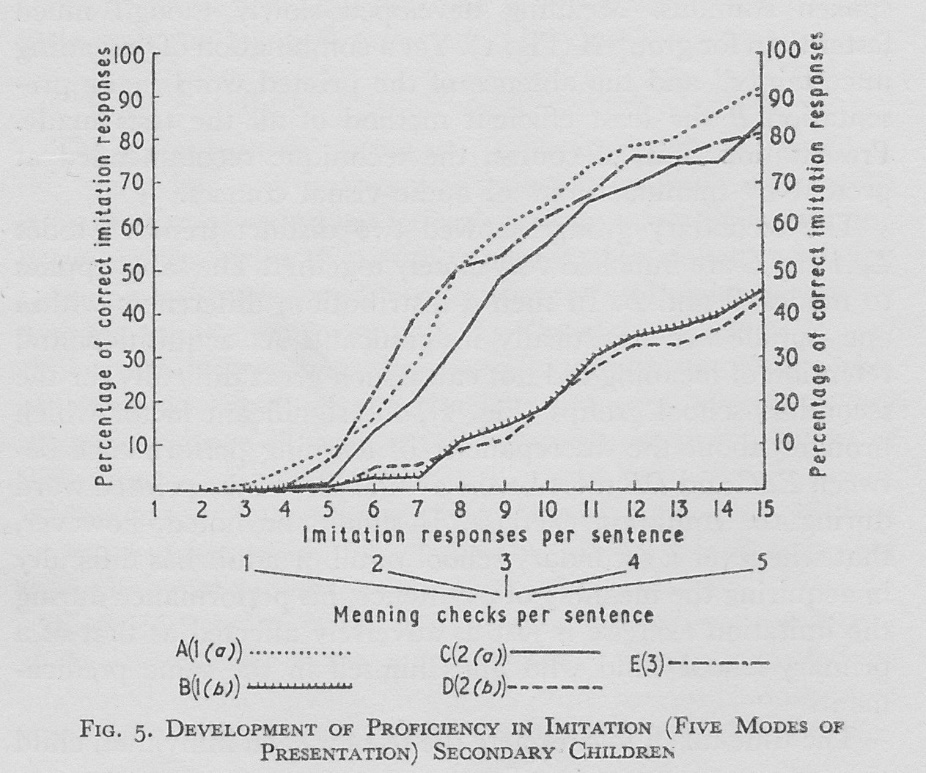 Percentage of correct imitation responses
100
90
80
70
60
50
40
30
20
10
100
90
80
70
60
50
40
30
20
10
Percentage of correct imitation responses
1 2 3 4 5 6 7 8 9 10 11 12 13 14 15
Imitation responses per sentence
1 2 3 4 5
Meaning checks per sentence
A(1(a)) C(2(a)) E(3)
B(1(b)) D(2(b))
FIG. 5. DEVELOPMENT OF PROFICIENCY IN IMITATION (FIVE MODES OF
PRESENTATION) SECONDARY CHILDREN